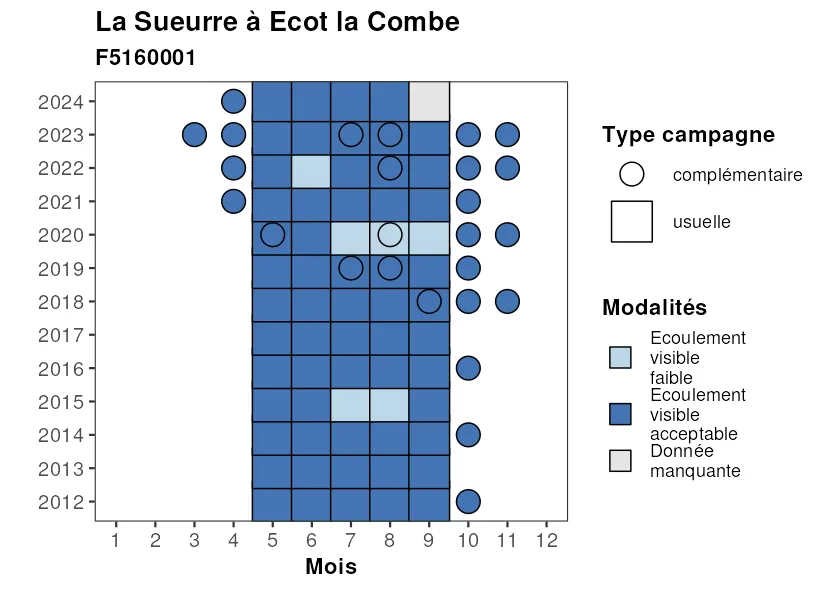 La Sueurre à Ecot la Combe
F5160001
2024
2023
2022
2021
2020
2019
2018
2017
2016
2015
2014
2013
2012
1 2 3 4 5 6 7 8 9 10 11 12
Mois
Type campagne
complémentaire
usuelle
Modalités
Ecoulement
visible
faible
Ecoulement
visible
acceptable
Donnée
manquante